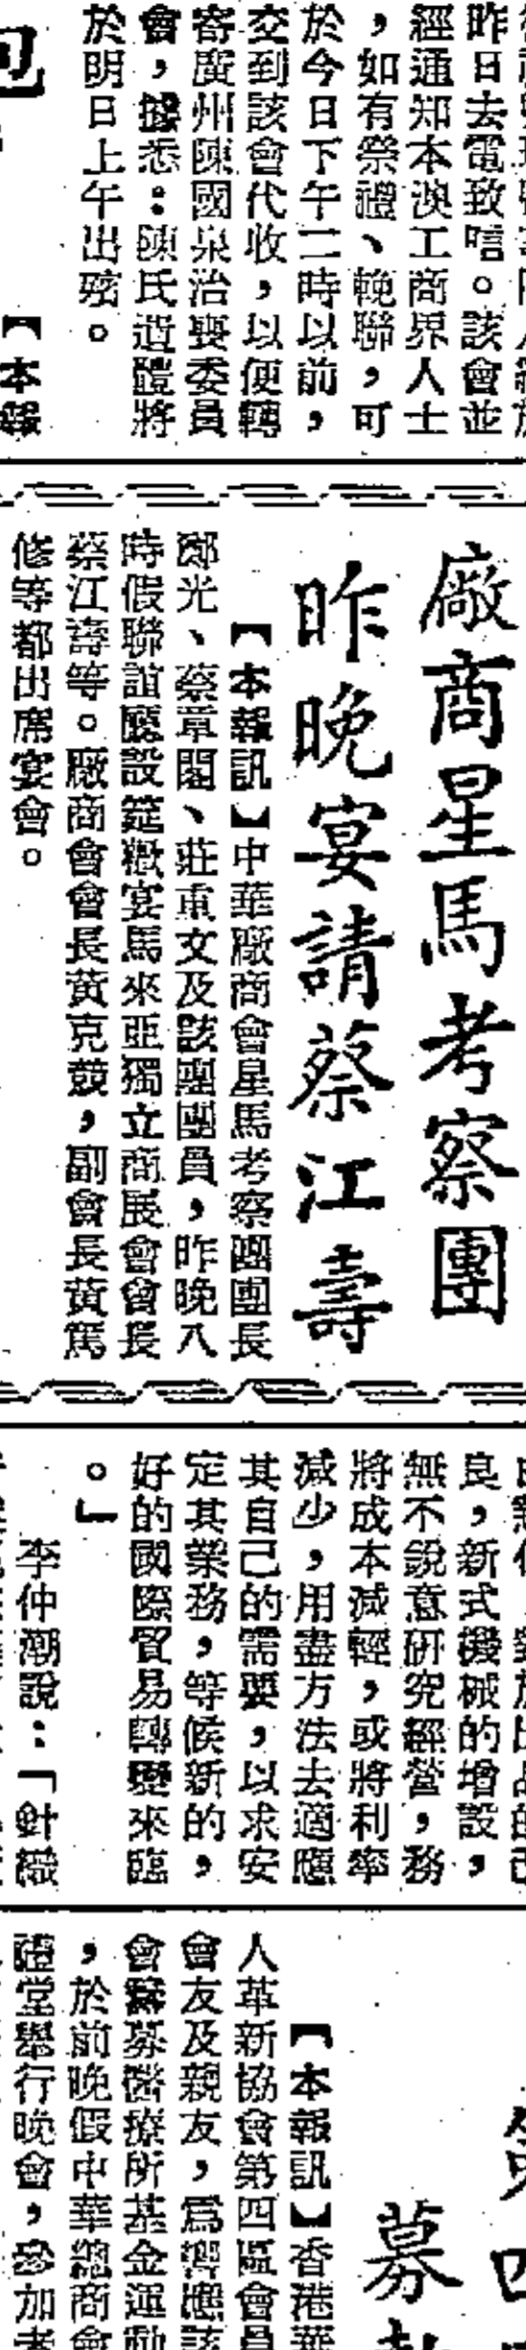 昨日去電致唁。該會並
經通知本澳工商界人士
，如有祭禮、輓聯，可
於今日下午二時以前，
交到該會代收，以便轉
寄廣州陳國泉治喪委員
會，據悉：陳氏遺體將
於明日上午出殯。
【本報
廠商星馬考察團
昨晚宴請蔡江壽
【本報訊】中華廠商會星馬考察團團長
鄭光、蔡章閣、莊重文及該團團員，昨晚八
時假聯誼廳設筵歡宴馬來亞獨立商展會會長
蔡江壽等。廠商會會長黃克競，副會長黃篤
修等都出席宴會。
良，新式機械的增設，
無不銳意研究經營，務
將成本減輕，或將利率
減少，用盡方法去適應
其自己的需要，以求安
定其業務，等候新的，
好的國際貿易轉變來臨
。」
李仲潮說：「針織
募
【本報訊】香港華
人革新協會第四區會員
會友及親友，為響應該
會籌募醫療所基金運動
，於前晚假中華總商會
禮堂舉行晚會，參加者